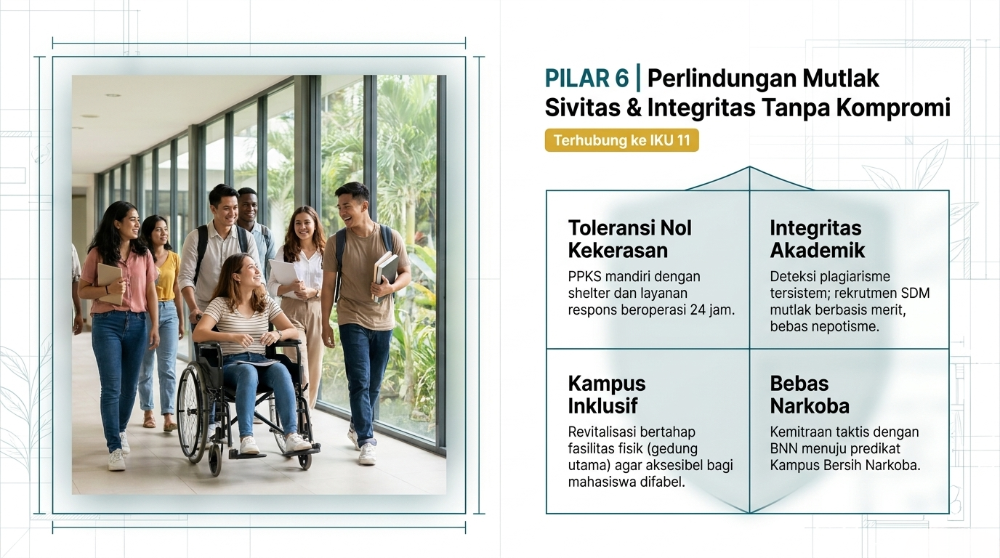 PILAR 6 | Perlindungan Mutlak
Sivitas & Integritas Tanpa Kompromi
Terhubung ke IKU 11
Toleransi Nol
Kekerasan
PPKS mandiri dengan
shelter dan layanan
respons beroperasi 24 jam.
Integritas
Akademik
Deteksi plagiarisme
tersistem; rekrutmen SDM
mutlak berbasis merit,
bebas nepotisme.
Kampus
Inklusif
Revitalisasi bertahap
fasilitas fisik (gedung
utama) agar aksesibel bagi
mahasiswa difabel.
Bebas
Narkoba
Kemitraan taktis dengan
BNN menuju predikat
Kampus Bersih Narkoba.